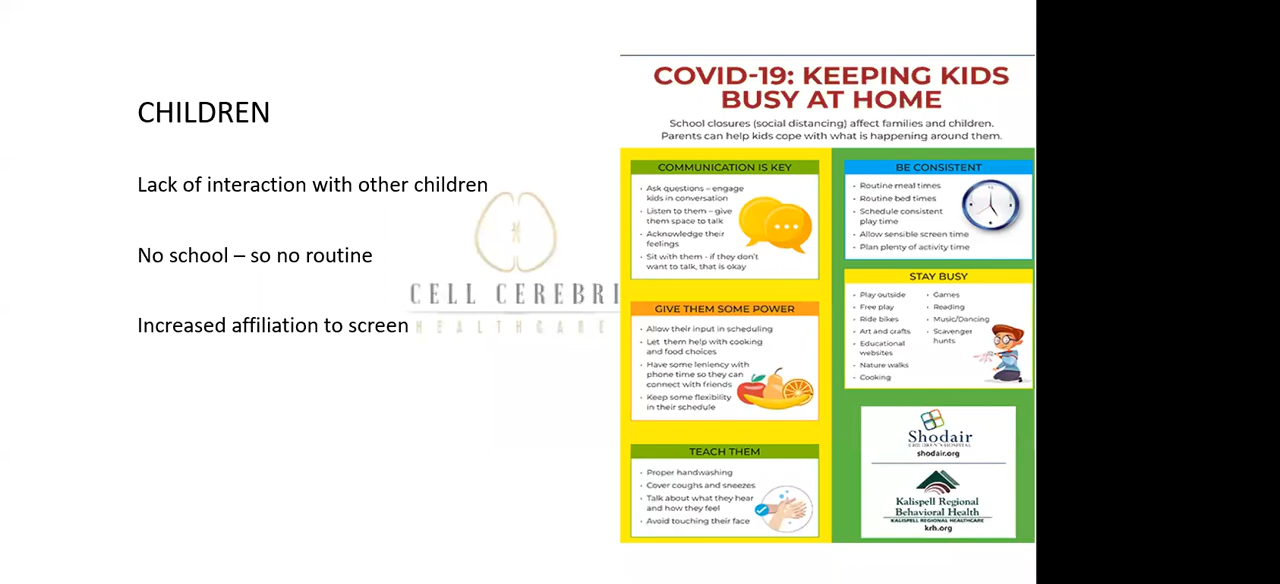 CHILDREN
Lack of interaction with other children
No school – so no routine
Increased affiliation to screen
CELL CEREBRI
HEALTHCARE
COVID-19: KEEPING KIDS
BUSY AT HOME
School closures (social distancing) affect families and children.
Parents can help kids cope with what is happening around them.
COMMUNICATION IS KEY
• Ask questions – engage
kids in conversation
• Listen to them – give
them space to talk
• Acknowledge their
feelings
• Sit with them - if they don't
want to talk, that is okay
GIVE THEM SOME POWER
• Allow their input in scheduling
• Let them help with cooking
and food choices
• Have some leniency with
phone time so they can
connect with friends
• Keep some flexibility
in their schedule
TEACH THEM
• Proper handwashing
• Cover coughs and sneezes
• Talk about what they hear
and how they feel
• Avoid touching their face
BE CONSISTENT
• Routine meal times
• Routine bed times
• Schedule consistent
play time
• Allow sensible screen time
• Plan plenty of activity time
STAY BUSY
• Play outside
• Free play
• Ride bikes
• Art and crafts
• Educational
websites
• Nature walks
• Cooking
• Games
• Reading
• Music/Dancing
• Scavenger
hunts
Shodair
CHILDREN'S HOSPITAL
shodair.org
Kalispell Regional
Behavioral Health
KALISPELL REGIONAL HEALTHCARE
krh.org